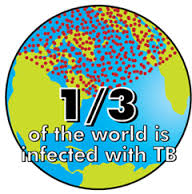 1/3
of the world is
infected with TB